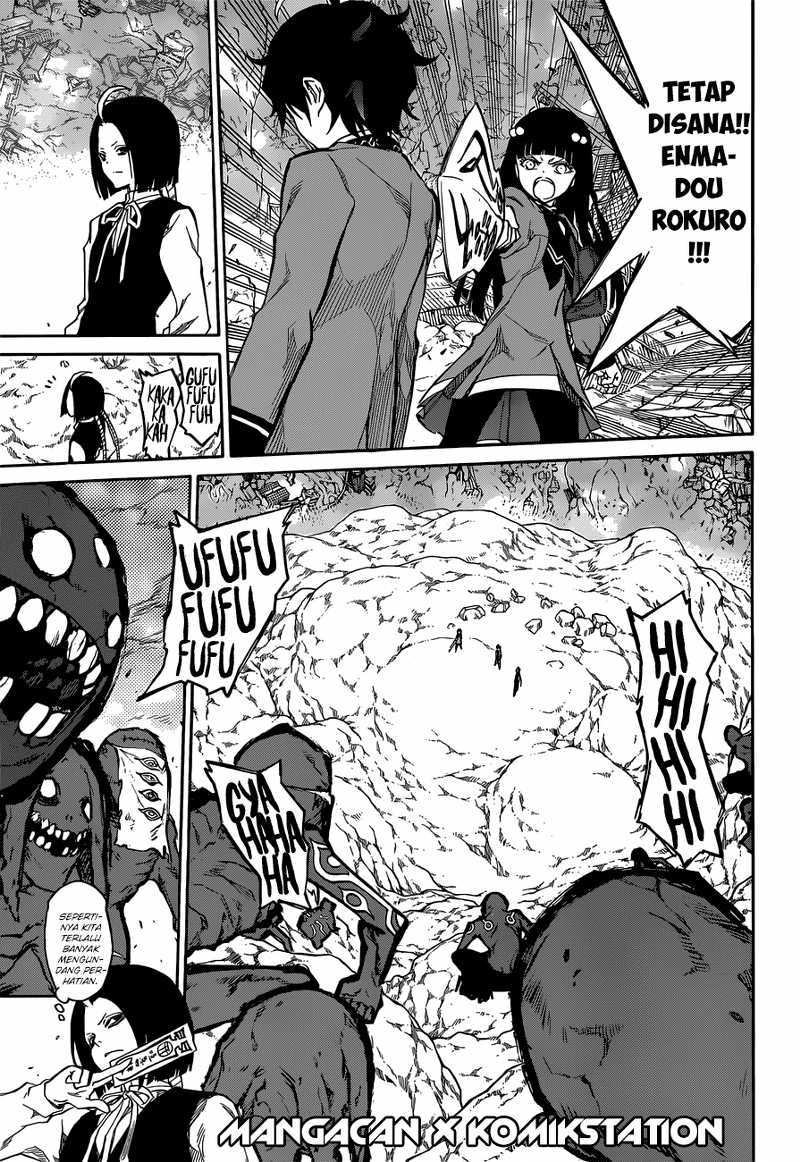 TETAP
DISANA!!
ENMA-
DOU
ROKURO
!!!
GUFU
FUFU
FUH
KAKA
KA
KAH
HI
HI
HI
HI
UFUFU
FUFU
FUFU
GYA
HAHA
HA
SEPERTI-
NYA KITA
TERLALU
BANYAK
MENGUN-
DANG PER-
HATIAN.
MANGACAN X KOMIKSTATION